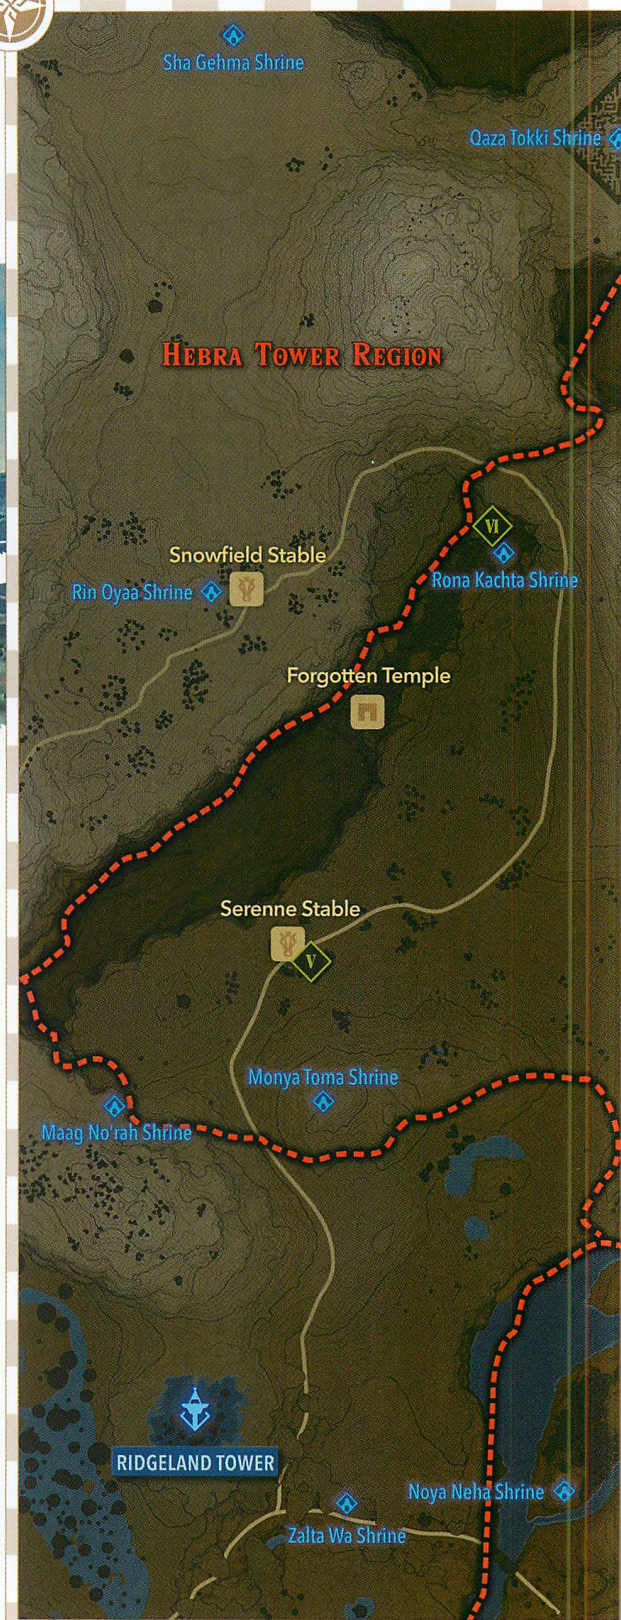 Sha Gehma Shrine
Qaza Tokki Shrine
HEBRA TOWER REGION
VI
Snowfield Stable
Rin Oyaa Shrine
Rona Kachta Shrine
Forgotten Temple
Serenne Stable
V
Monya Toma Shrine
Maag No'rah Shrine
RIDGELAND TOWER
Noya Neha Shrine
Zalta Wa Shrine